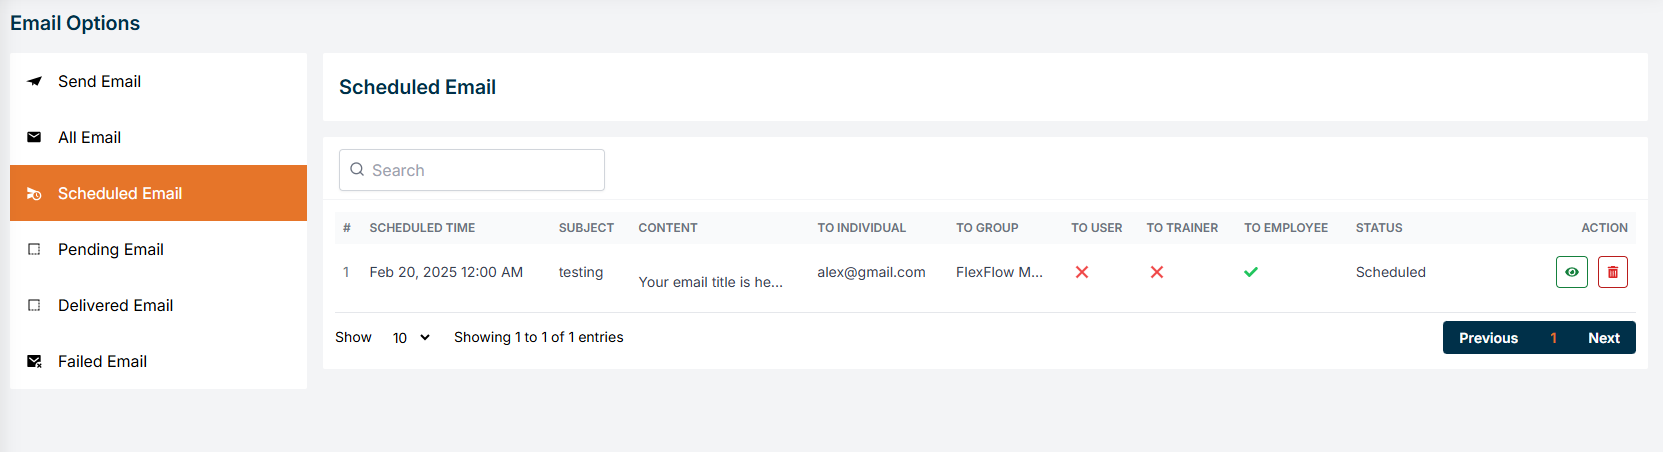 Email Options
Send Email
All Email
Scheduled Email
Pending Email
Delivered Email
Failed Email
Scheduled Email
Search
# SCHEDULED TIME SUBJECT CONTENT TO INDIVIDUAL TO GROUP TO USER TO TRAINER TO EMPLOYEE STATUS ACTION
1 Feb 20, 2025 12:00 AM testing Your email title is he... alex@gmail.com FlexFlow M... Scheduled
Show 10 Showing 1 to 1 of 1 entries Previous 1 Next